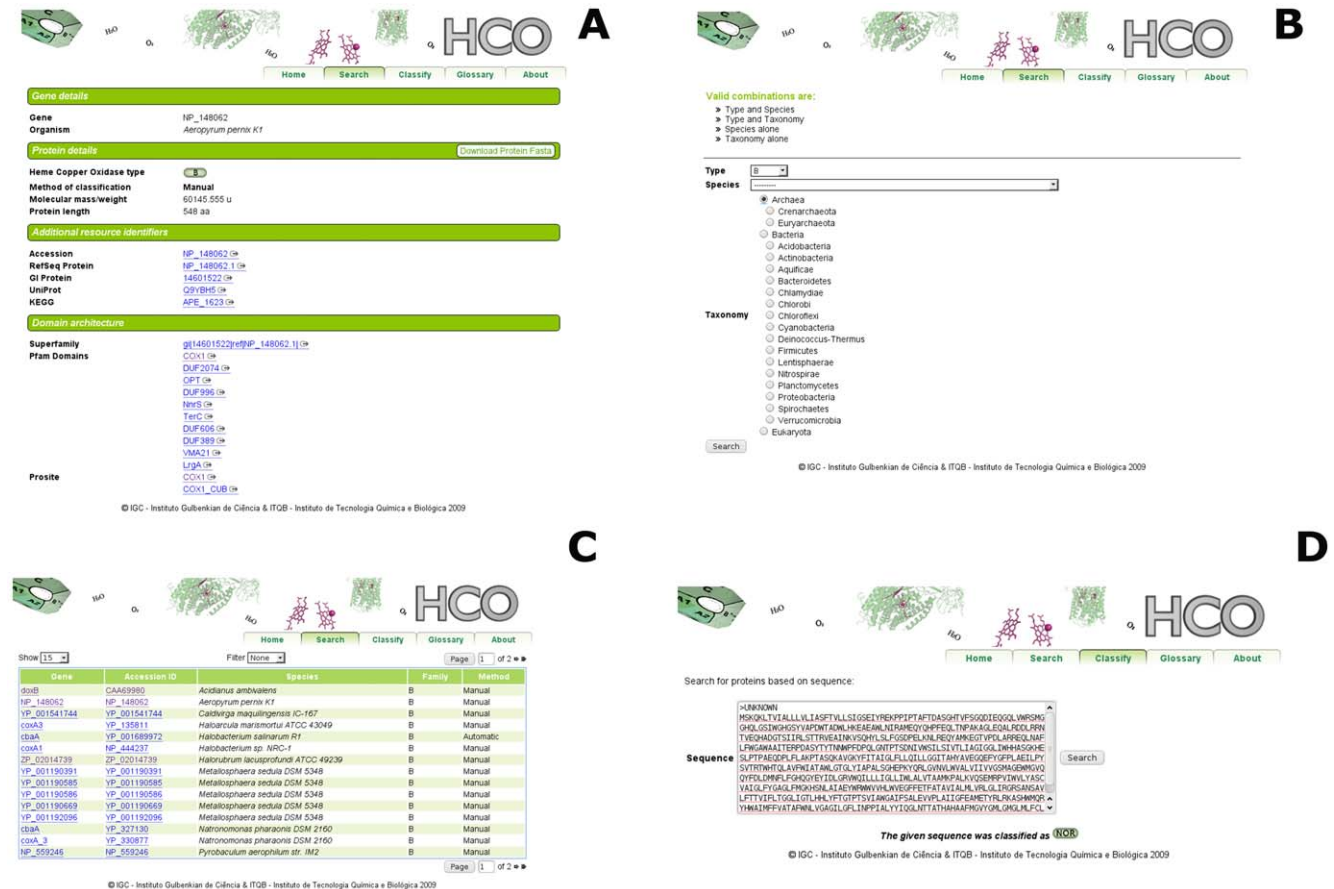 A
H₂O
O₂
H₂O
O₂
HCO
Home Search Classify Glossary About
Gene details
Gene NP_148062
Organism Aeropyrum pernix K1
Protein details Download Protein Fasta
Heme Copper Oxidase type B
Method of classification Manual
Molecular mass/weight 60145.555 u
Protein length 548 aa
Additional resource identifiers
Accession NP_148062
RefSeq Protein NP_148062.1
GI Protein 14601522
UniProt Q9YBH5
KEGG APE_1623
Domain architecture
Superfamily gi|14601522|ref|NP_148062.1|
Pfam Domains COX1
DUF2074
OPT
DUF996
NnrS
TerC
DUF606
DUF389
VMA21
LrgA
Prosite COX1
COX1_CUB
© IGC - Instituto Gulbenkian de Ciência & ITQB - Instituto de Tecnologia Química e Biológica 2009
B
H₂O
O₂
H₂O
O₂
HCO
Home Search Classify Glossary About
Valid combinations are:
» Type and Species
» Type and Taxonomy
» Species alone
» Taxonomy alone
Type B
Species ---------
Archaea
Crenarchaeota
Euryarchaeota
Bacteria
Acidobacteria
Actinobacteria
Aquificae
Bacteroidetes
Chlamydiae
Chlorobi
Taxonomy Chloroflexi
Cyanobacteria
Deinococcus-Thermus
Firmicutes
Lentisphaerae
Nitrospirae
Planctomycetes
Proteobacteria
Spirochaetes
Verrucomicrobia
Eukaryota
Search
© IGC - Instituto Gulbenkian de Ciência & ITQB - Instituto de Tecnologia Química e Biológica 2009
C
H₂O
O₂
H₂O
O₂
HCO
Home Search Classify Glossary About
Show 15 Filter None Page 1 of 2
Gene Accession ID Species Family Method
doxB CAA69980 Acidianus ambivalens B Manual
NP_148062 NP_148062 Aeropyrum pernix K1 B Manual
YP_001541744 YP_001541744 Caldivirga maquilingensis IC-167 B Manual
coxA3 YP_135811 Haloarcula marismortui ATCC 43049 B Manual
cbaA YP_001689972 Halobacterium salinarum R1 B Automatic
coxA1 NP_444237 Halobacterium sp. NRC-1 B Manual
ZP_02014739 ZP_02014739 Halorubrum lacusprofundi ATCC 49239 B Manual
YP_001190391 YP_001190391 Metallosphaera sedula DSM 5348 B Manual
YP_001190585 YP_001190585 Metallosphaera sedula DSM 5348 B Manual
YP_001190586 YP_001190586 Metallosphaera sedula DSM 5348 B Manual
YP_001190669 YP_001190669 Metallosphaera sedula DSM 5348 B Manual
YP_001192096 YP_001192096 Metallosphaera sedula DSM 5348 B Manual
cbaA YP_327130 Natronomonas pharaonis DSM 2160 B Manual
coxA_3 YP_330877 Natronomonas pharaonis DSM 2160 B Manual
NP_559246 NP_559246 Pyrobaculum aerophilum str. IM2 B Manual
Page 1 of 2
© IGC - Instituto Gulbenkian de Ciência & ITQB - Instituto de Tecnologia Química e Biológica 2009
D
H₂O
O₂
H₂O
O₂
HCO
Home Search Classify Glossary About
Search for proteins based on sequence:
>UNKNOWN
Sequence Search
The given sequence was classified as NOR
© IGC - Instituto Gulbenkian de Ciência & ITQB - Instituto de Tecnologia Química e Biológica 2009